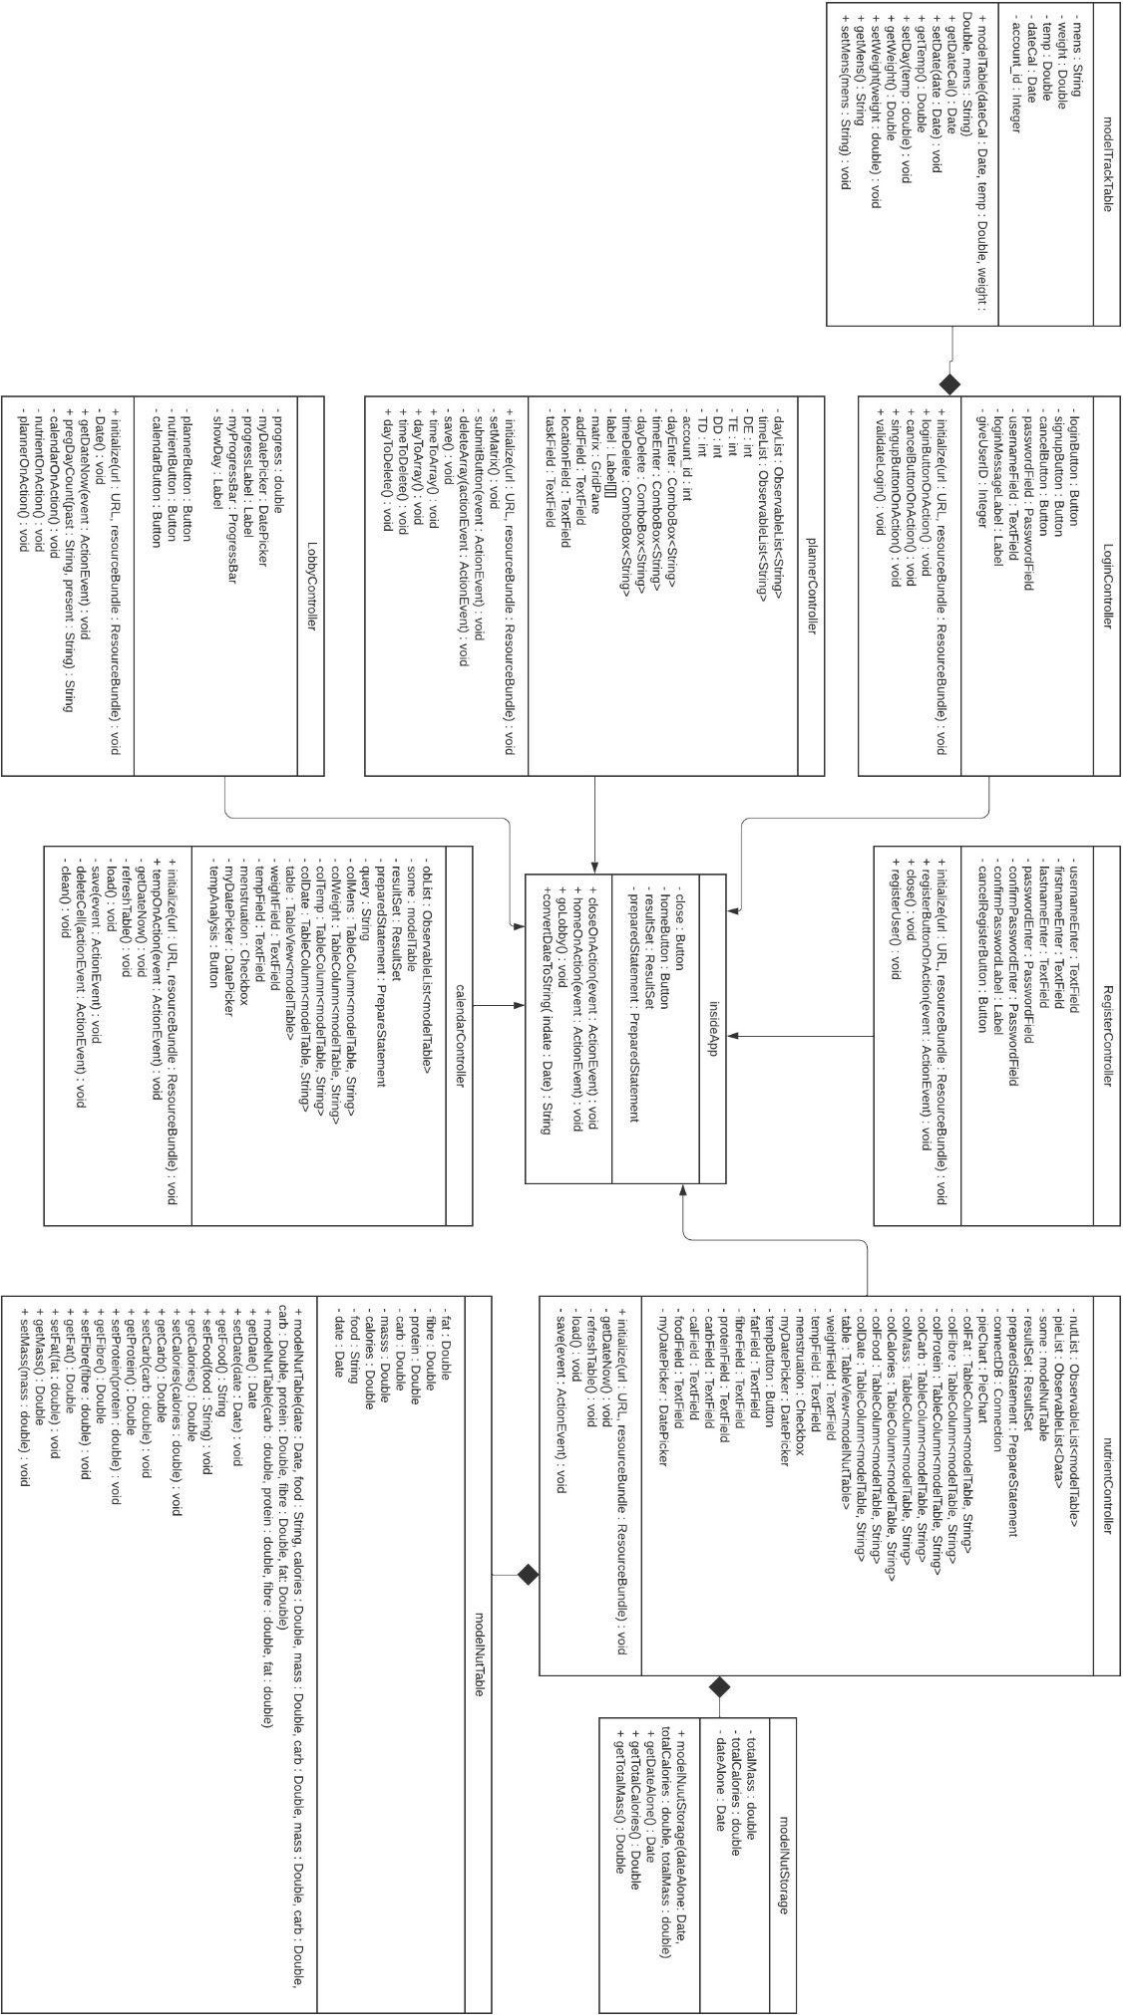 modelTrackTable
- mens : String
- weight : Double
- temp : Double
- dateCal : Date
- account_id : Integer
+ modelTable(dateCal : Date, temp : Double, weight :
Double, mens : String)
+ getDateCal() : Date
+ setDate(date : Date) : void
+ getTemp() : Double
+ setDay(temp : double) : void
+ getWeight() : Double
+ setWeight(weight : double) : void
+ getMens() : String
+ setMens(mens : String) : void
LoginController
- loginButton : Button
- signupButton : Button
- cancelButton : Button
- passwordField : PasswordField
- usernameField : TextField
- loginMessageLabel : Label
- giveUserID : Integer
+ initialize(url : URL, resourceBundle : ResourceBundle) : void
+ loginButtonOnAction() : void
+ cancelButtonOnAction() : void
+ singupButtonOnAction() : void
+ validateLogin() : void
plannerController
- dayList : ObservableList<String>
- timeList : ObservableList<String>
- DE : int
- TE : int
- DD : int
- TD : int
- account_id : int
- dayEnter : ComboBox<String>
- timeEnter : ComboBox<String>
- dayDelete : ComboBox<String>
- timeDelete : ComboBox<String>
- label : Label[][]
- matrix : GridPane
- addField : TextField
- locationField : TextField
- taskField : TextField
+ initialize(url : URL, resourceBundle : ResourceBundle) : void
- setMatrix() : void
- submitButton(event : ActionEvent) : void
- deleteArray(actionEvent : ActionEvent) : void
- save() : void
+ timeToArray() : void
+ dayToArray() : void
+ timeToDelete() : void
+ dayToDelete() : void
LobbyController
- progress : double
- myDatePicker : DatePicker
- progressLabel : Label
- myProgressBar : ProgressBar
- showDay : Label
- plannerButton : Button
- nutrientButton : Button
- calendarButton : Button
+ initialize(url : URL, resourceBundle : ResourceBundle) : void
- Date() : void
+ getDateNow(event : ActionEvent) : void
+ pregDayCount(past : String, present : String) : String
- calendarOnAction() : void
- nutrientOnAction() : void
- plannerOnAction() : void
RegisterController
- usernameEnter : TextField
- firstnameEnter : TextField
- lastnameEnter : TextField
- passwordEnter : PasswordField
- confirmPasswordEnter : PasswordField
- confirmPasswordLabel : Label
- cancelRegisterButton : Button
+ initialize(url : URL, resourceBundle : ResourceBundle) : void
+ registerButtonOnAction(event : ActionEvent) : void
+ close() : void
+ registerUser() : void
insideApp
- close : Button
- homeButton : Button
- resultSet : ResultSet
- preparedStatement : PreparedStatement
+ closeOnAction(event : ActionEvent) : void
+ homeOnAction(event : ActionEvent) : void
+ goLobby() : void
+convertDateToString( indate : Date) : String
calendarController
- obList : ObservableList<modelTable>
- some : modelTable
- resultSet : ResultSet
- preparedStatement : PrepareStatement
- query : String
- colMens : TableColumn<modelTable, String>
- colWeight : TableColumn<modelTable, String>
- colTemp : TableColumn<modelTable, String>
- colDate : TableColumn<modelTable, String>
- table : TableView<modelTable>
- weightField : TextField
- tempField : TextField
- menstruation : Checkbox
- myDatePicker : DatePicker
- tempAnalysis : Button
+ initialize(url : URL, resourceBundle : ResourceBundle) : void
+ tempOnAction(event : ActionEvent) : void
- getDateNow() : void
- refreshTable() : void
- load() : void
- save(event : ActionEvent) : void
- deleteCell(actionEvent : ActionEvent) : void
- clean() : void
nutrientController
- nutList : ObservableList<modelTable>
- pieList : ObservableList<Data>
- some : modelNutTable
- resultSet : ResultSet
- preparedStatement : PrepareStatement
- connectDB : Connection
- pieChart : PieChart
- colFat : TableColumn<modelTable, String>
- colFibre : TableColumn<modelTable, String>
- colProtein : TableColumn<modelTable, String>
- colCarb : TableColumn<modelTable, String>
- colMass : TableColumn<modelTable, String>
- colCalories : TableColumn<modelTable, String>
- colFood : TableColumn<modelTable, String>
- colDate : TableColumn<modelTable, String>
- table : TableView<modelNutTable>
- weightField : TextField
- tempField : TextField
- menstruation : Checkbox
- myDatePicker : DatePicker
- tempButton : Button
- fatField : TextField
- fibreField : TextField
- proteinField : TextField
- carbField : TextField
- calField : TextField
- foodField : TextField
- myDatePicker : DatePicker
+ initialize(url : URL, resourceBundle : ResourceBundle) : void
- getDateNow() : void
- refreshTable() : void
- load() : void
- save(event : ActionEvent) : void
modelNutTable
- fat : Double
- fibre : Double
- protein : Double
- carb : Double
- masss : Double
- calories : Double
- food : String
- date : Date
+ modelNutTable(date : Date, food : String, calories : Double, mass : Double, carb : Double, mass : Double, carb : Double,
carb : Double, protein : Double, fibre : Double, fat: Double)
+ modelNutTable(carb : double, protein : double, fibre : double, fat : double)
+ getDate() : Date
+ setDate(date : Date) : void
+ getFood() : String
+ setFood(food : String) : void
+ getCalories() : Double
+ setCalories(calories : double) : void
+ getCarb() : Double
+ setCarb(carb : double) : void
+ getProtein() : Double
+ setProtein(protein : double) : void
+ getFibre() : Double
+ setFibre(fibre : double) : void
+ getFat() : Double
+ setFat(fat : double) : void
+ getMass() : Double
+ setMass(mass : double) : void
modelNutStorage
- totalMass : double
- totalCalories : double
- dateAlone : Date
+ modelNuutStorage(dateAlone: Date,
totalCalories : double, totalMass : double)
+ getDateAlone() : Date
+ getTotalCalories() : Double
+ getTotalMass() : Double